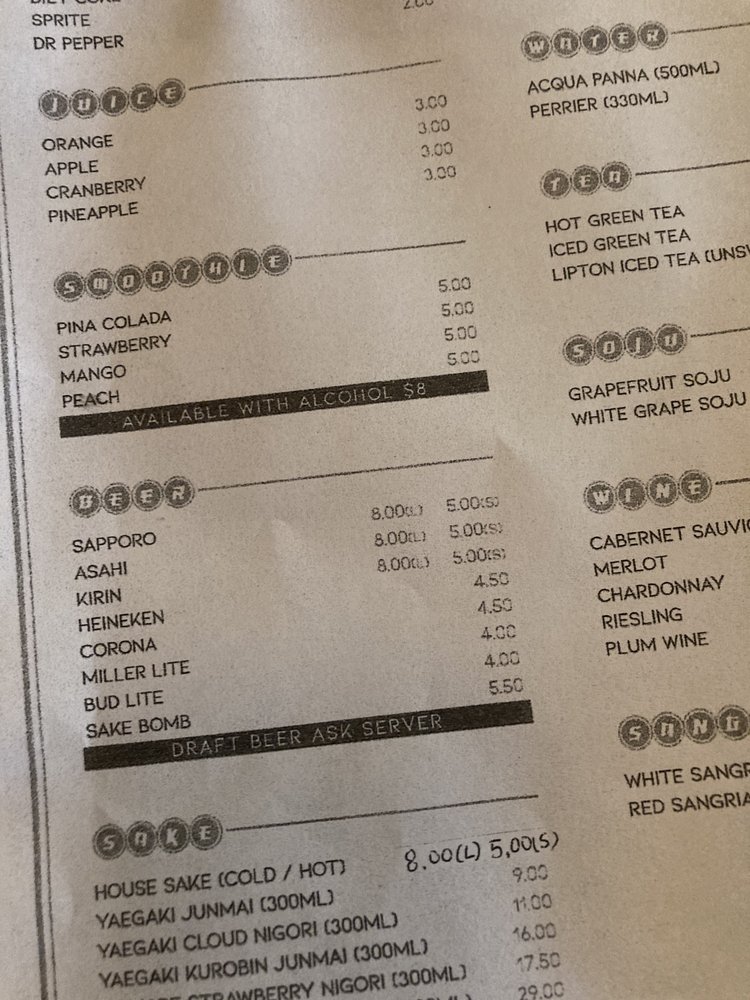 SPRITE
DR PEPPER
JUICE
ORANGE 3.00
APPLE 3.00
CRANBERRY 3.00
PINEAPPLE 3.00
SMOOTHIE
PINA COLADA 5.00
STRAWBERRY 5.00
MANGO 5.00
PEACH 5.00
AVAILABLE WITH ALCOHOL $8
BEER
SAPPORO 8.00(L) 5.00(S)
ASAHI 8.00(L) 5.00(S)
KIRIN 8.00(L) 5.00(S)
HEINEKEN 4.50
CORONA 4.50
MILLER LITE 4.00
BUD LITE 4.00
SAKE BOMB 5.50
DRAFT BEER ASK SERVER
SAKE
HOUSE SAKE (COLD / HOT) 8.00(L) 5,00(S)
YAEGAKI JUNMAI (300ML) 9.00
YAEGAKI CLOUD NIGORI (300ML) 11.00
YAEGAKI KUROBIN JUNMAI (300ML) 16.00
STRAWBERRY NIGORI (300ML) 17.50
29.00
WATER
ACQUA PANNA (500ML)
PERRIER (330ML)
TEA
HOT GREEN TEA
ICED GREEN TEA
LIPTON ICED TEA (UNSW
SOJU
GRAPEFRUIT SOJU
WHITE GRAPE SOJU
WINE
CABERNET SAUVIG
MERLOT
CHARDONNAY
RIESLING
PLUM WINE
SANG
WHITE SANGR
RED SANGRIA